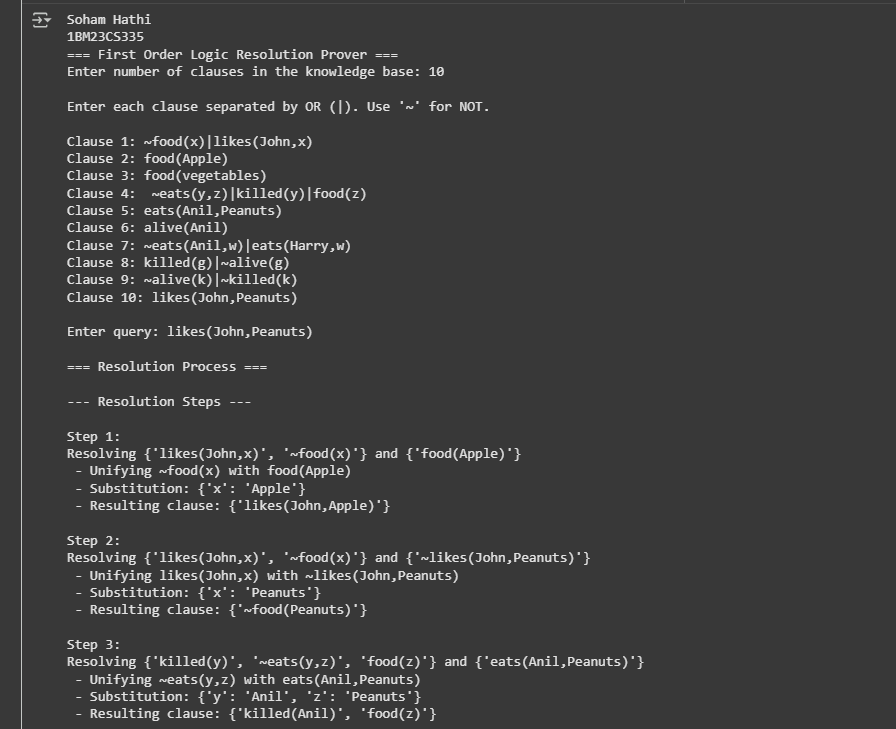 Soham Hathi
1BM23CS335
=== First Order Logic Resolution Prover ===
Enter number of clauses in the knowledge base: 10
Enter each clause separated by OR (|). Use '~' for NOT.
Clause 1: ~food(x)|likes(John,x)
Clause 2: food(Apple)
Clause 3: food(vegetables)
Clause 4:  ~eats(y,z)|killed(y)|food(z)
Clause 5: eats(Anil,Peanuts)
Clause 6: alive(Anil)
Clause 7: ~eats(Anil,w)|eats(Harry,w)
Clause 8: killed(g)|~alive(g)
Clause 9: ~alive(k)|~killed(k)
Clause 10: likes(John,Peanuts)
Enter query: likes(John,Peanuts)
=== Resolution Process ===
--- Resolution Steps ---
Step 1:
Resolving {'likes(John,x)', '~food(x)'} and {'food(Apple)'}
- Unifying ~food(x) with food(Apple)
- Substitution: {'x': 'Apple'}
- Resulting clause: {'likes(John,Apple)'}
Step 2:
Resolving {'likes(John,x)', '~food(x)'} and {'~likes(John,Peanuts)'}
- Unifying likes(John,x) with ~likes(John,Peanuts)
- Substitution: {'x': 'Peanuts'}
- Resulting clause: {'~food(Peanuts)'}
Step 3:
Resolving {'killed(y)', '~eats(y,z)', 'food(z)'} and {'eats(Anil,Peanuts)'}
- Unifying ~eats(y,z) with eats(Anil,Peanuts)
- Substitution: {'y': 'Anil', 'z': 'Peanuts'}
- Resulting clause: {'killed(Anil)', 'food(z)'}